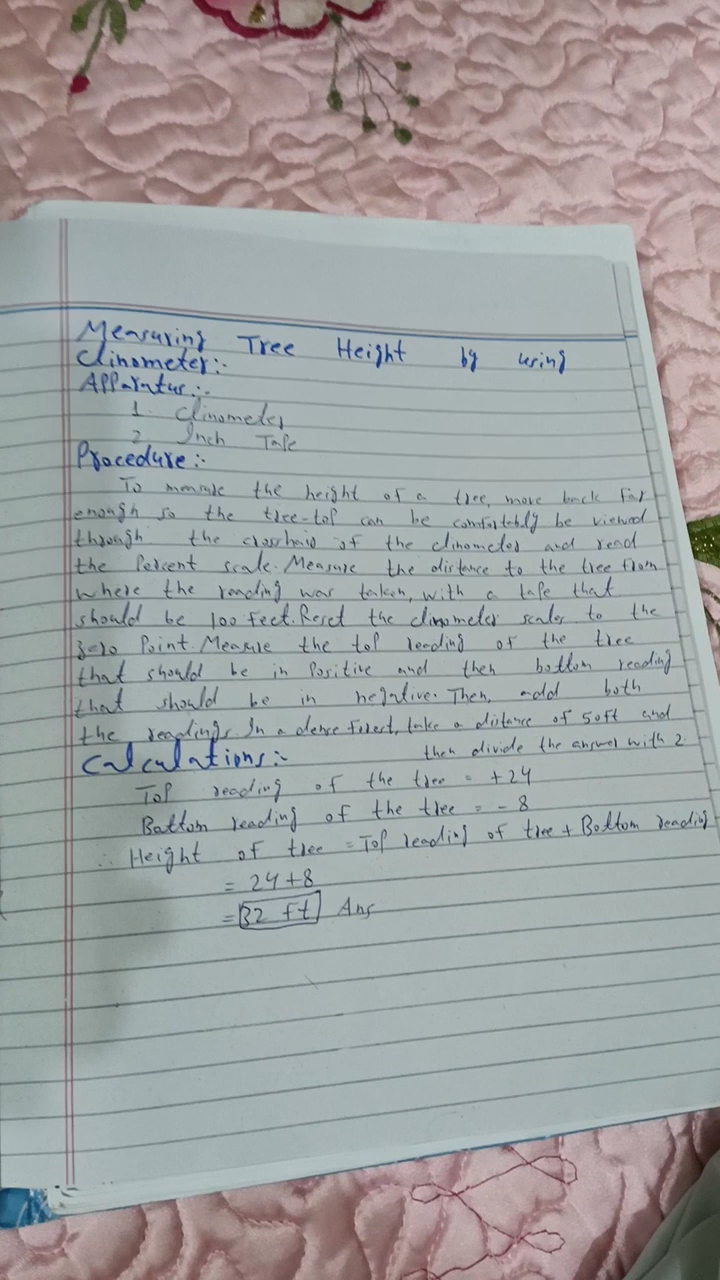 Measuring Tree Height by using
Clinometer:-
Apparatus:-
1. Clinometer
2. Inch Tape
Procedure:-
To measure the height of a tree, move back far
enough so the tree-top can be comfortably be viewed
through the crosshair of the clinometer and read
the Percent scale. Measure the distance to the tree from
where the reading was taken, with a tape that
should be 100 feet. Reset the clinometer scales to the
zero Point. Measure the top reading of the tree
that should be in Positive and then bottom reading
that should be in negative. Then, add both
the readings. In a dence forest, take a distance of 50ft and
then divide the answer with 2
Calculations:-
Top reading of the tree = +24
Bottom reading of the tree = - 8
∴ Height of tree = Top reading of tree + Bottom reading
= 24+8
= 32 ft Ans